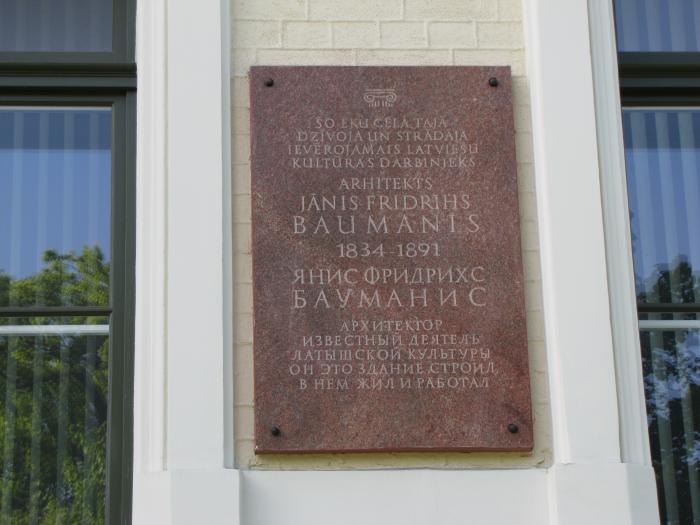 ŠO ĒKU CĒLA, TAJĀ
DZĪVOJA UN STRĀDĀJA
IEVĒROJAMAIS LATVIEŠU
KULTŪRAS DARBINIEKS
ARHITEKTS
JĀNIS FRIDRĪHS
BAUMANIS
1834-1891
ЯНИС ФРИДРИХС
БАУМАНИС
АРХИТЕКТОР
ИЗВЕСТНЫЙ ДЕЯТЕЛЬ
ЛАТЫШСКОЙ КУЛЬТУРЫ
ОН ЭТО ЗДАНИЕ СТРОИЛ,
В НЕМ ЖИЛ И РАБОТАЛ